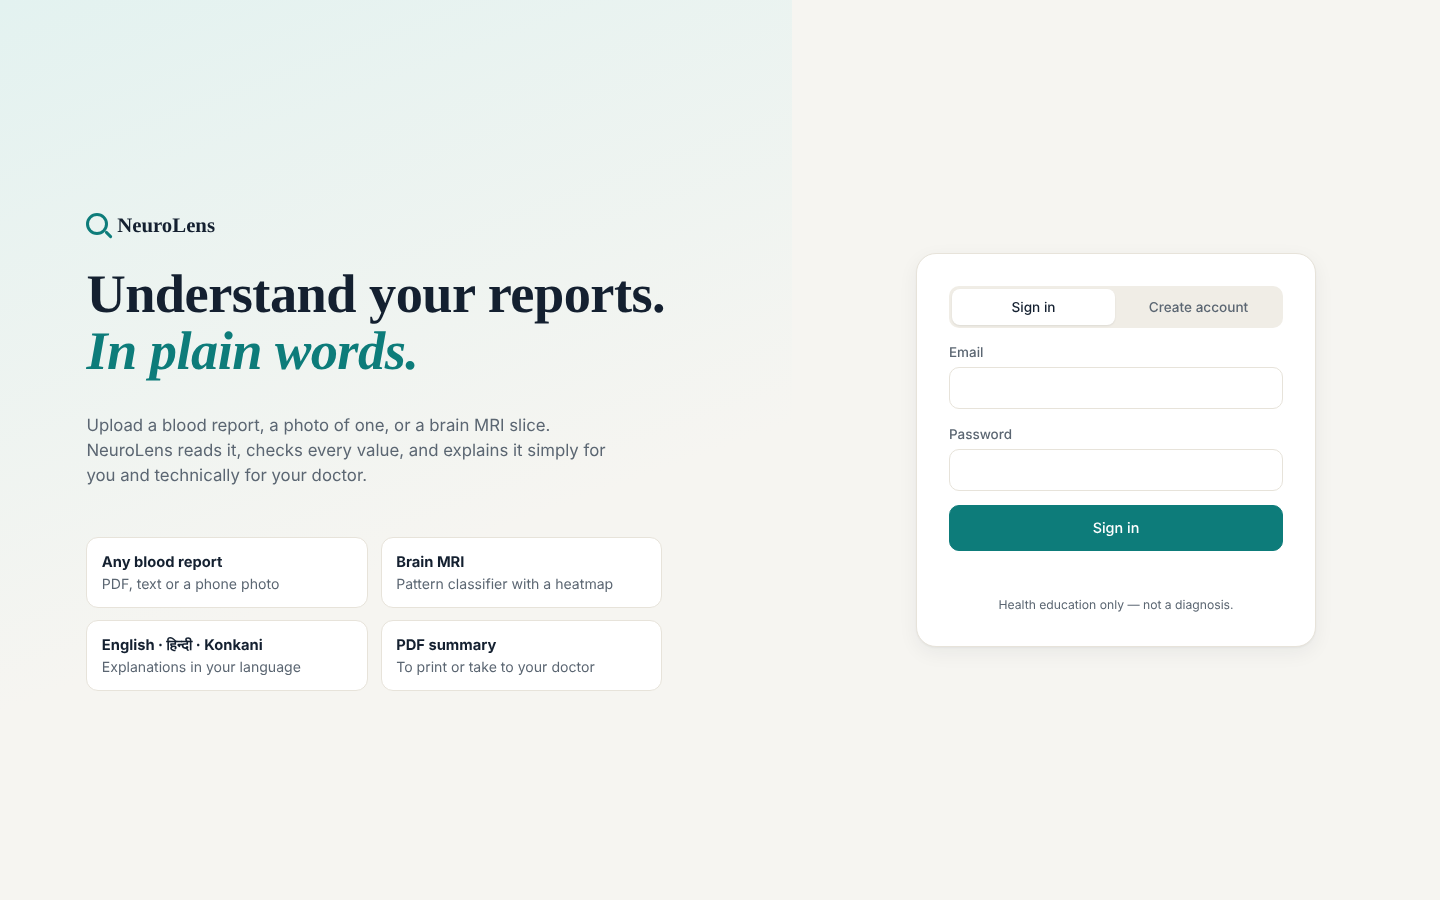 NeuroLens
Understand your reports.
In plain words.
Upload a blood report, a photo of one, or a brain MRI slice.
NeuroLens reads it, checks every value, and explains it simply for
you and technically for your doctor.
Any blood report
PDF, text or a phone photo
Brain MRI
Pattern classifier with a heatmap
English · हिन्दी · Konkani
Explanations in your language
PDF summary
To print or take to your doctor
Sign in
Create account
Email
Password
Sign in
Health education only — not a diagnosis.